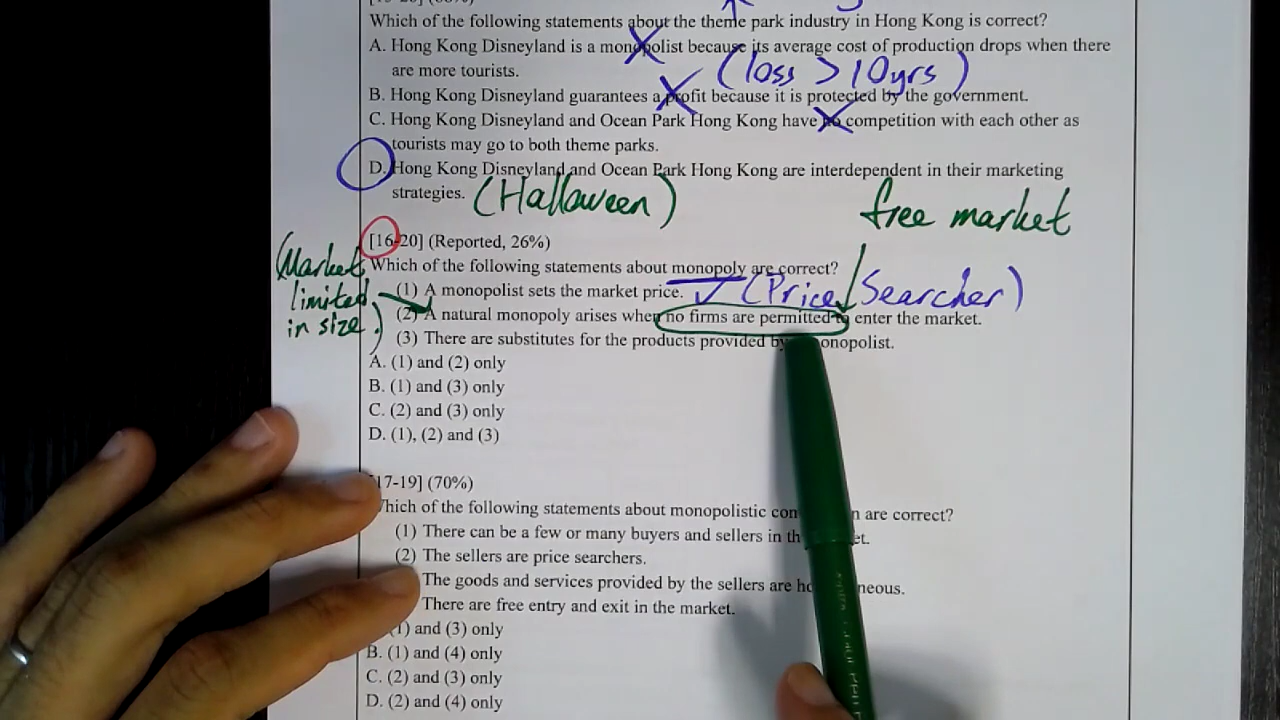 Which of the following statements about the theme park industry in Hong Kong is correct?
A. Hong Kong Disneyland is a monopolist because its average cost of production drops when there
are more tourists.
(loss > 10yrs)
B. Hong Kong Disneyland guarantees a profit because it is protected by the government.
C. Hong Kong Disneyland and Ocean Park Hong Kong have no competition with each other as
tourists may go to both theme parks.
D. Hong Kong Disneyland and Ocean Park Hong Kong are interdependent in their marketing
strategies. (Halloween)
free market
[16-20] (Reported, 26%)
(Market limited in size)
Which of the following statements about monopoly are correct?
(1) A monopolist sets the market price. ✓ (Price Searcher)
(2) A natural monopoly arises when no firms are permitted to enter the market.
(3) There are substitutes for the products provided by monopolist.
A. (1) and (2) only
B. (1) and (3) only
C. (2) and (3) only
D. (1), (2) and (3)
17-19] (70%)
Which of the following statements about monopolistic are correct?
(1) There can be a few or many buyers and sellers in
(2) The sellers are price searchers.
The goods and services provided by the sellers are
There are free entry and exit in the market.
(1) and (3) only
B. (1) and (4) only
C. (2) and (3) only
D. (2) and (4) only